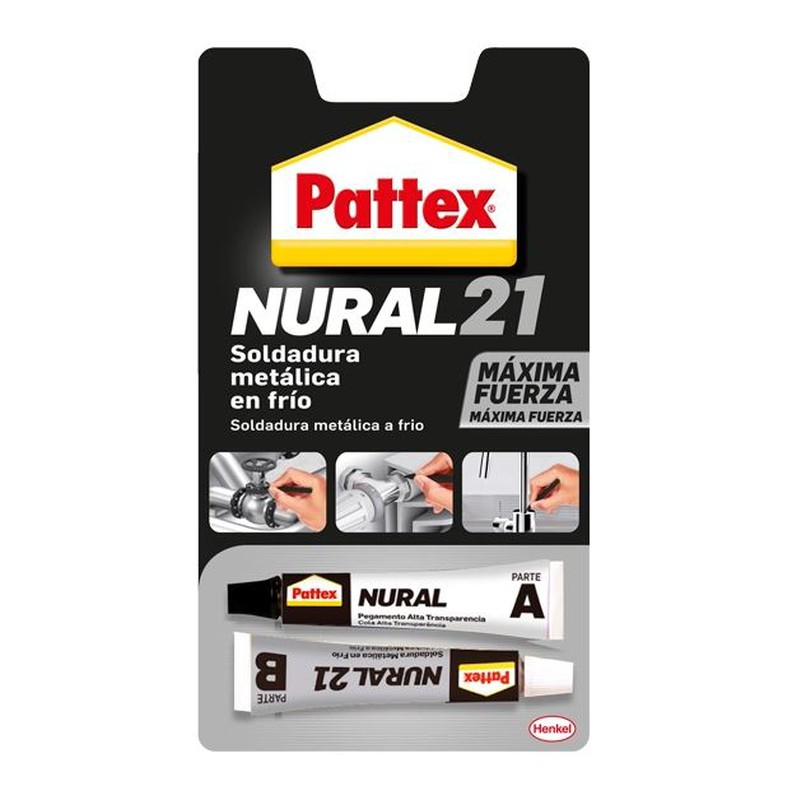 Pattex®
NURAL 21
Soldadura
metálica
en frío
Soldadura metálica a frio
MÁXIMA
FUERZA
MÁXIMA FUERZA
Pattex
NURAL
Pegamento Alta Transparencia
Cola Alta Transparência
PARTE
A
PARTE
B
NURAL 21
Soldadura Metálica en Frío
Pattex
Henkel